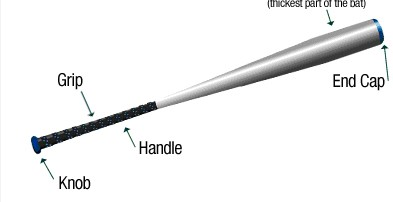 (thickest part of the bat)
End Cap
Grip
Handle
Knob